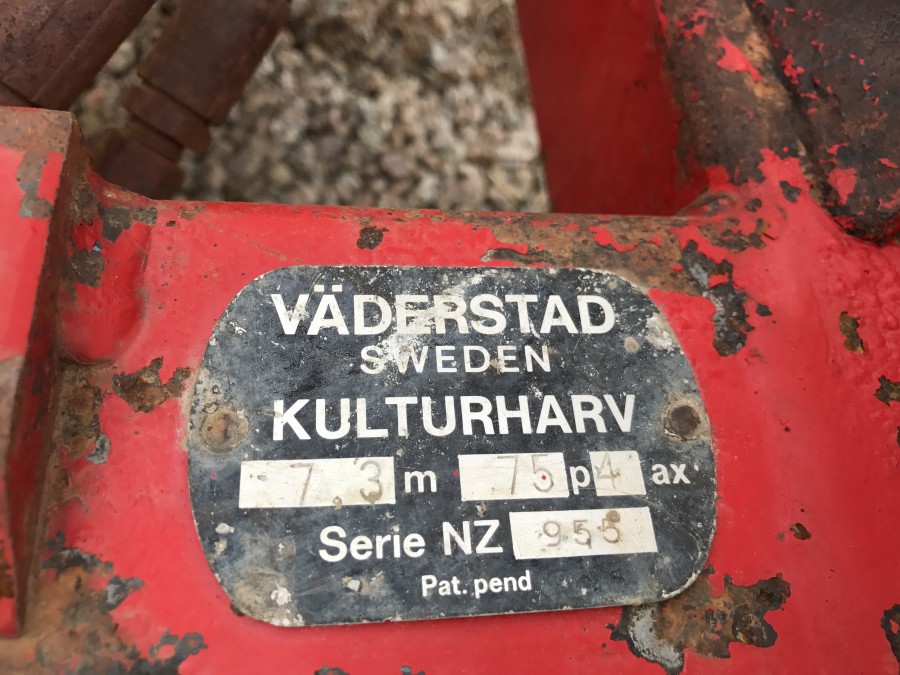 VÄDERSTAD
SWEDEN
KULTURHARV
7,3 m 75 p 4 ax
Serie NZ 955
Pat. pend